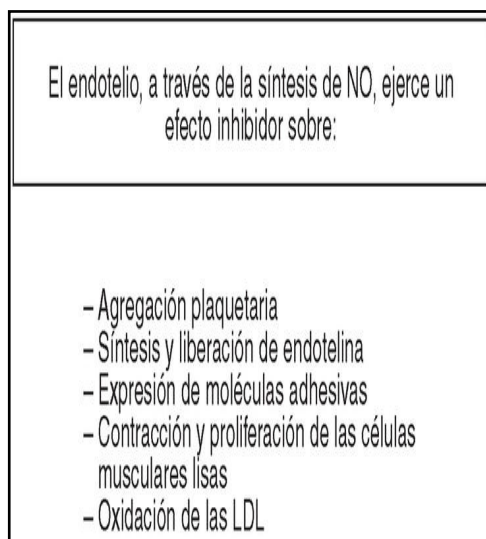 El endotelio, a través de la síntesis de NO, ejerce un
efecto inhibidor sobre:
– Agregación plaquetaria
– Síntesis y liberación de endotelina
– Expresión de moléculas adhesivas
– Contracción y proliferación de las células
musculares lisas
– Oxidación de las LDL